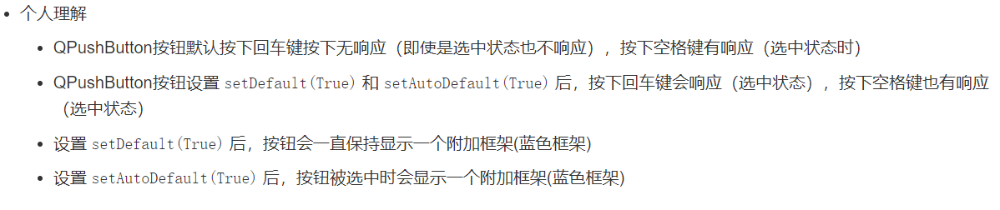 个人理解
QPushButton按钮默认按下回车键按下无响应（即使是选中状态也不响应），按下空格键有响应（选中状态时）
QPushButton按钮设置 setDefault(True) 和 setAutoDefault(True) 后，按下回车键会响应（选中状态），按下空格键也有响应
（选中状态）
设置 setDefault(True) 后，按钮会一直保持显示一个附加框架(蓝色框架)
设置 setAutoDefault(True) 后，按钮被选中时会显示一个附加框架(蓝色框架)